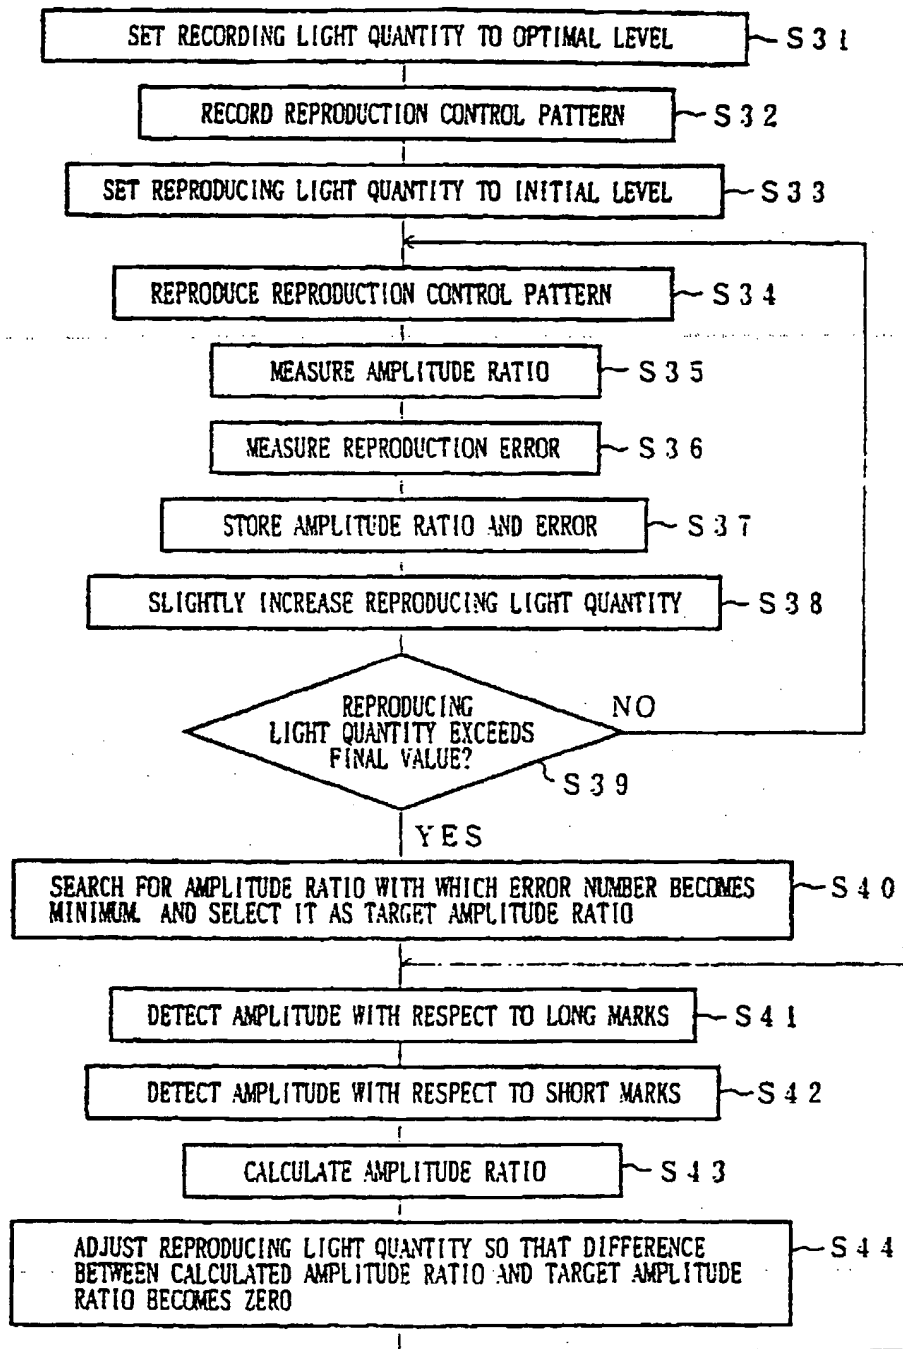 SET RECORDING LIGHT QUANTITY TO OPTIMAL LEVEL S31
RECORD REPRODUCTION CONTROL PATTERN S32
SET REPRODUCING LIGHT QUANTITY TO INITIAL LEVEL S33
REPRODUCE REPRODUCTION CONTROL PATTERN S34
MEASURE AMPLITUDE RATIO S35
MEASURE REPRODUCTION ERROR S36
STORE AMPLITUDE RATIO AND ERROR S37
SLIGHTLY INCREASE REPRODUCING LIGHT QUANTITY S38
REPRODUCING
LIGHT QUANTITY EXCEEDS
FINAL VALUE?
NO
S39
YES
SEARCH FOR AMPLITUDE RATIO WITH WHICH ERROR NUMBER BECOMES
MINIMUM. AND SELECT IT AS TARGET AMPLITUDE RATIO
S40
DETECT AMPLITUDE WITH RESPECT TO LONG MARKS S41
DETECT AMPLITUDE WITH RESPECT TO SHORT MARKS S42
CALCULATE AMPLITUDE RATIO S43
ADJUST REPRODUCING LIGHT QUANTITY SO THAT DIFFERENCE
BETWEEN CALCULATED AMPLITUDE RATIO AND TARGET AMPLITUDE
RATIO BECOMES ZERO
S44